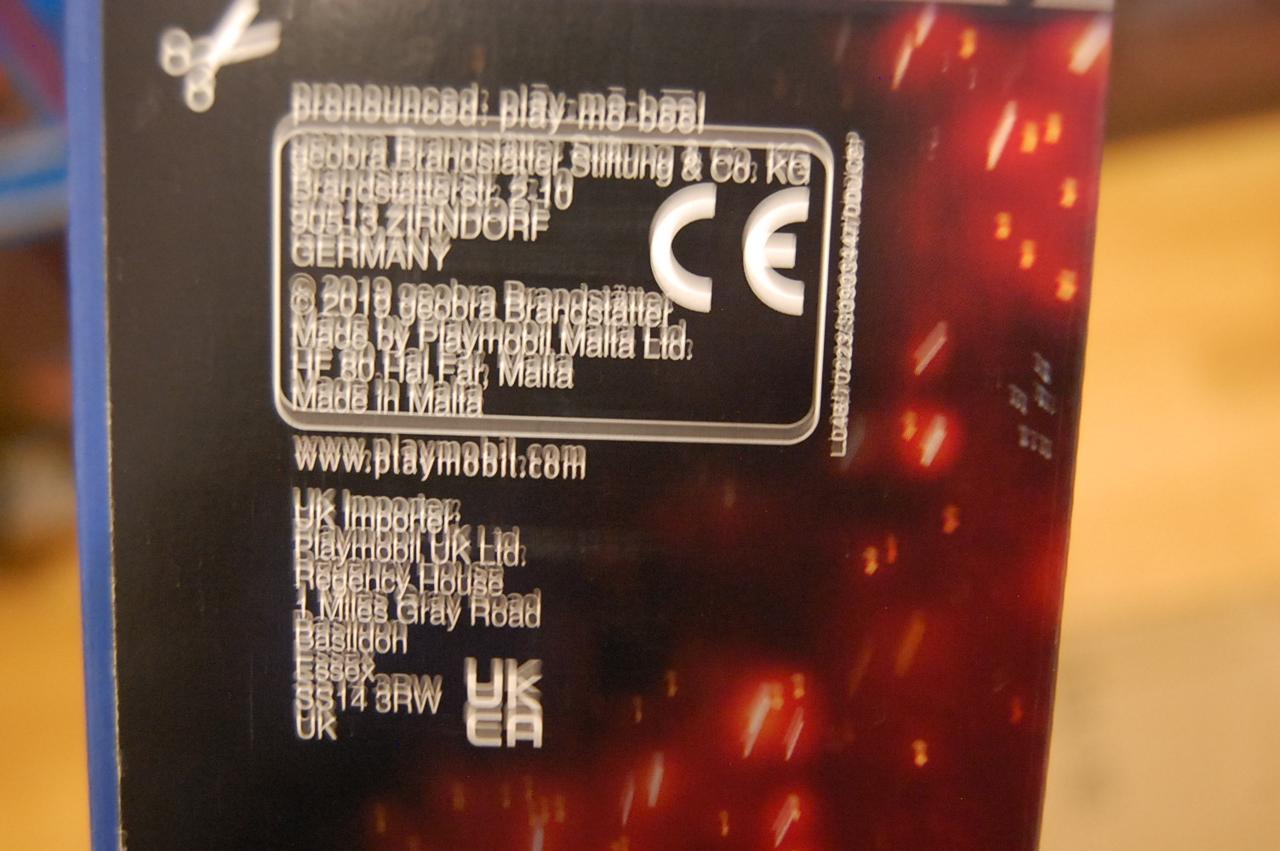 pronounced: play-mō-beel
geobra Brandstätter Stiftung & Co. KG
Brandstätterstr. 2-10
90513 ZIRNDORF
GERMANY
CE
© 2019 geobra Brandstätter
Made by Playmobil Malta Ltd.
HF 80 Hal Far, Malta
Made in Malta
www.playmobil.com
UK Importer:
Playmobil UK Ltd.
Regency House
1 Miles Gray Road
Basildon
Essex
SS14 3RW
UK
UK
CA